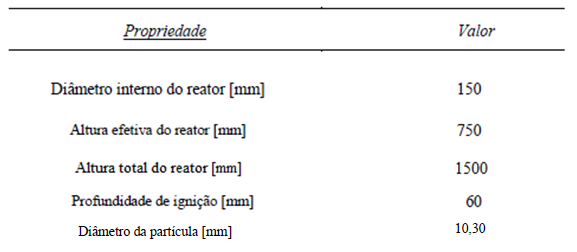 Propriedade Valor
Diâmetro interno do reator [mm] 150
Altura efetiva do reator [mm] 750
Altura total do reator [mm] 1500
Profundidade de ignição [mm] 60
Diâmetro da partícula [mm] 10,30